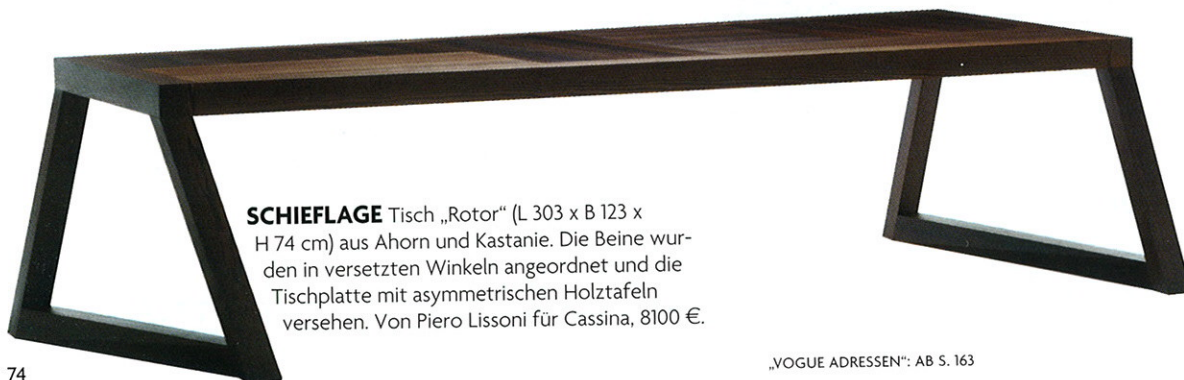 SCHIEFLAGE Tisch „Rotor“ (L 303 x B 123 x
H 74 cm) aus Ahorn und Kastanie. Die Beine wur-
den in versetzten Winkeln angeordnet und die
Tischplatte mit asymmetrischen Holztafeln
versehen. Von Piero Lissoni für Cassina, 8100 €.
74
„VOGUE ADRESSEN“: AB S. 163